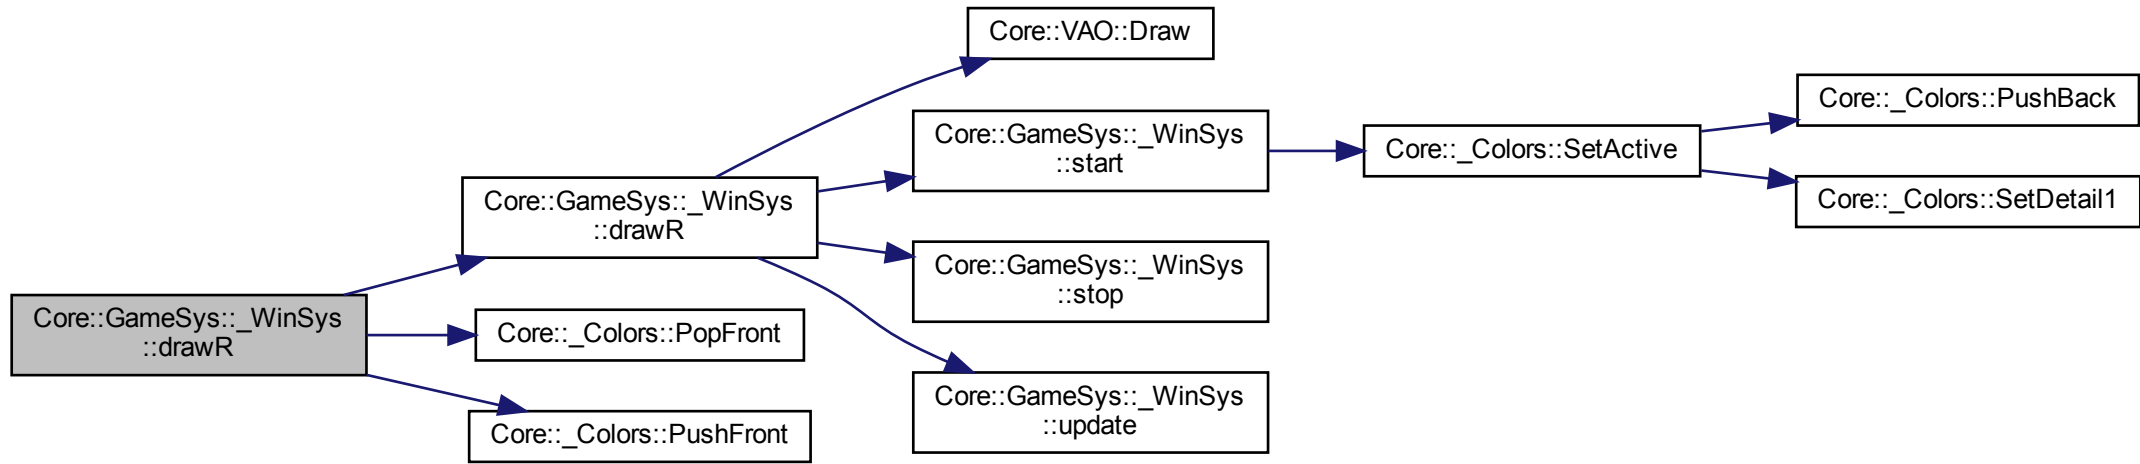 Core::GameSys::_WinSys
::drawR
Core::GameSys::_WinSys
::drawR
Core::_Colors::PopFront
Core::_Colors::PushFront
Core::VAO::Draw
Core::GameSys::_WinSys
::start
Core::GameSys::_WinSys
::stop
Core::GameSys::_WinSys
::update
Core::_Colors::SetActive
Core::_Colors::PushBack
Core::_Colors::SetDetail1